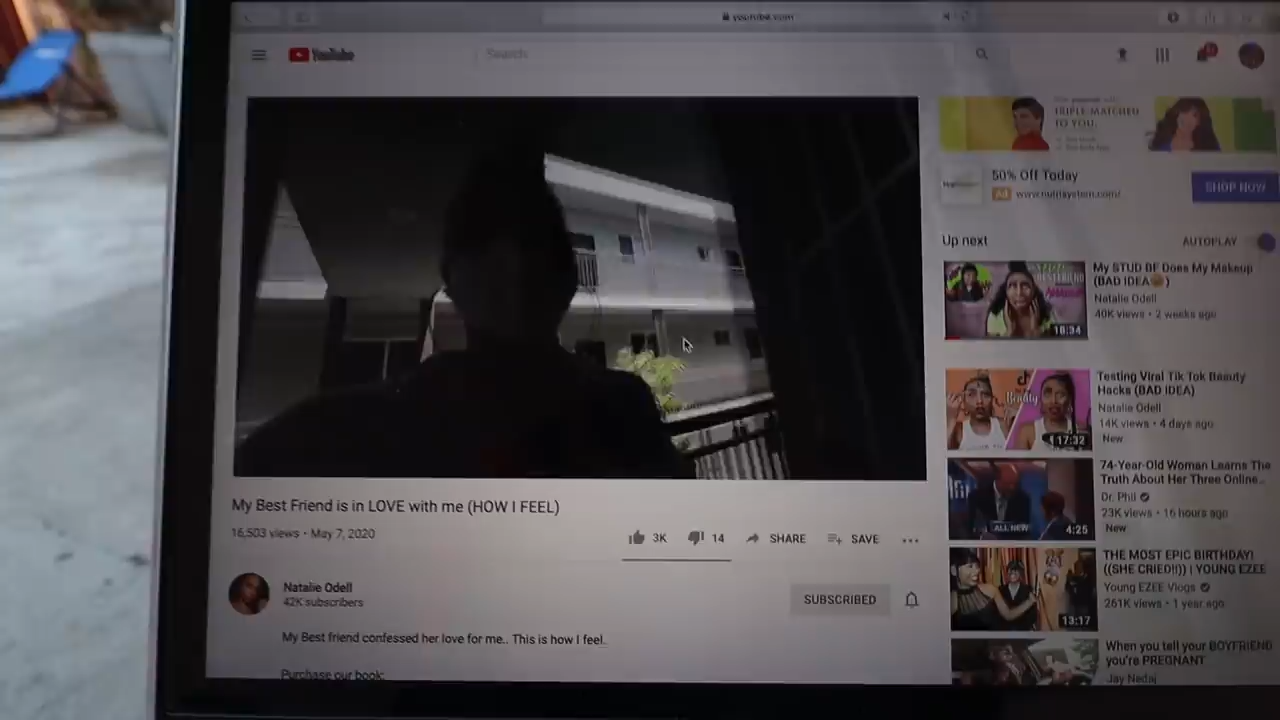 youtube.com
YouTube
Search
TRIPLE-MATCHED
TO YOU.
50% Off Today
Ad www.nutrisystem.com/
SHOP NOW
Up next
AUTOPLAY
My STUD BF Does My Makeup
(BAD IDEA😩)
Natalie Odell
40K views • 2 weeks ago
18:34
Testing Viral Tik Tok Beauty
Hacks (BAD IDEA)
Natalie Odell
14K views • 4 days ago
New
Beauty
17:32
74-Year-Old Woman Learns The
Truth About Her Three Online...
Dr. Phil
23K views • 16 hours ago
New
ALL NEW
4:25
THE MOST EPIC BIRTHDAY!
((SHE CRIED!!)) | YOUNG EZEE
Young EZEE Vlogs
261K views • 1 year ago
13:17
When you tell your BOYFRIEND
you're PREGNANT
Jay Nedaj
My Best Friend is in LOVE with me (HOW I FEEL)
16,503 views • May 7, 2020
3K
14
SHARE
SAVE
Natalie Odell
42K subscribers
SUBSCRIBED
My Best friend confessed her love for me.. This is how I feel.
Purchase our book: